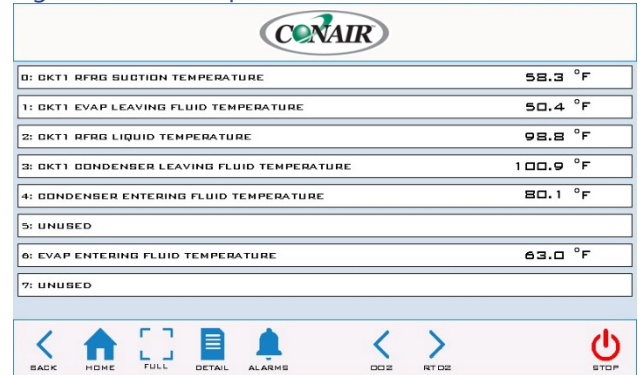 CONAIR
0: CKT1 RFRG SUCTION TEMPERATURE 58.3 °F
1: CKT1 EVAP LEAVING FLUID TEMPERATURE 50.4 °F
2: CKT1 RFRG LIQUID TEMPERATURE 98.8 °F
3: CKT1 CONDENSER LEAVING FLUID TEMPERATURE 100.9 °F
4: CONDENSER ENTERING FLUID TEMPERATURE 80.1 °F
5: UNUSED
6: EVAP ENTERING FLUID TEMPERATURE 63.0 °F
7: UNUSED
BACK HOME FULL DETAIL ALARMS DO2 RTD2 STOP